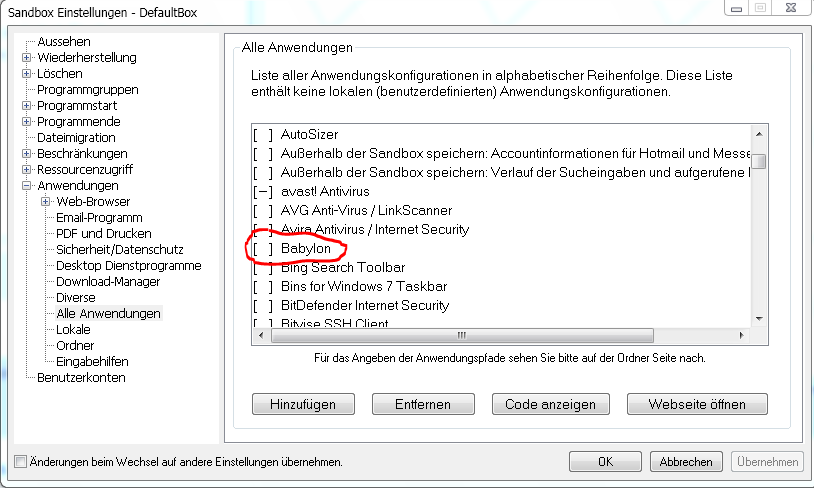 Sandbox Einstellungen - DefaultBox
Aussehen
Wiederherstellung
Löschen
Programmgruppen
Programmstart
Programmende
Dateimigration
Beschränkungen
Ressourcenzugriff
Anwendungen
Web-Browser
Email-Programm
PDF und Drucken
Sicherheit/Datenschutz
Desktop Dienstprogramme
Download-Manager
Diverse
Alle Anwendungen
Lokale
Ordner
Eingabehilfen
Benutzerkonten
Alle Anwendungen
Liste aller Anwendungskonfigurationen in alphabetischer Reihenfolge. Diese Liste
enthält keine lokalen (benutzerdefinierten) Anwendungskonfigurationen.
[ ] AutoSizer
[ ] Außerhalb der Sandbox speichern: Accountinformationen für Hotmail und Messe
[ ] Außerhalb der Sandbox speichern: Verlauf der Sucheingaben und aufgerufene
[–] avast! Antivirus
[ ] AVG Anti-Virus / LinkScanner
[ ] Avira Antivirus / Internet Security
[ ] Babylon
[ ] Bing Search Toolbar
[ ] Bins for Windows 7 Taskbar
[ ] BitDefender Internet Security
[ ] Bitvise SSH Client
Für das Angeben der Anwendungspfade sehen Sie bitte auf der Ordner Seite nach.
Hinzufügen Entfernen Code anzeigen Webseite öffnen
Änderungen beim Wechsel auf andere Einstellungen übernehmen. OK Abbrechen Übernehmen